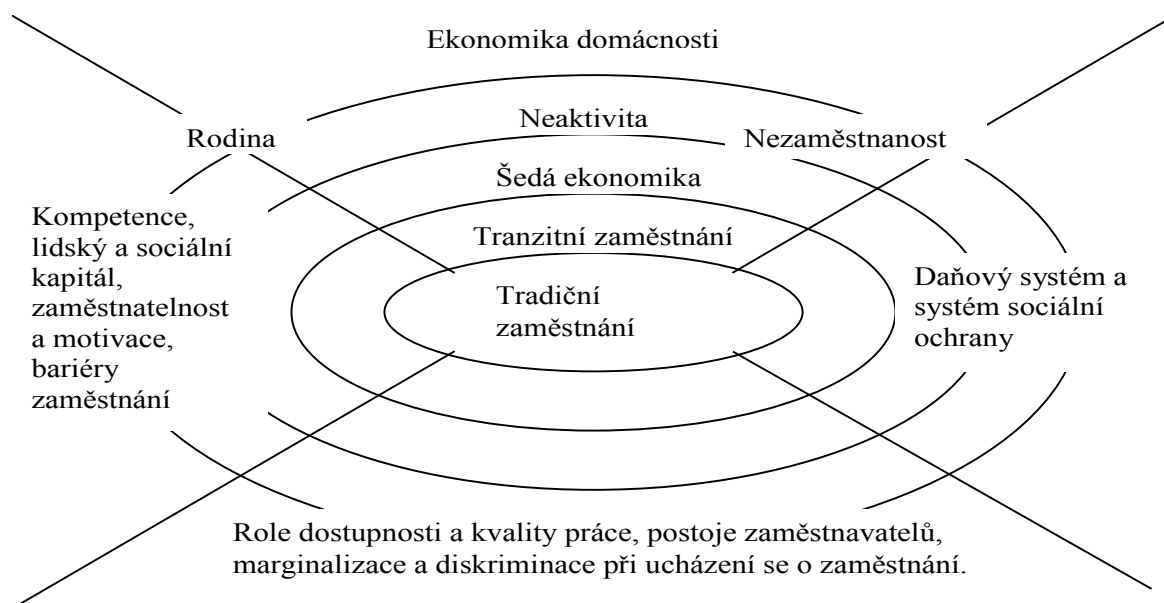 Ekonomika domácnosti
Neaktivita
Rodina
Nezaměstnanost
Šedá ekonomika
Kompetence,
lidský a sociální
kapitál,
zaměstnatelnost
a motivace,
bariéry
zaměstnání
Tranzitní zaměstnání
Tradiční
zaměstnání
Daňový systém a
systém sociální
ochrany
Role dostupnosti a kvality práce, postoje zaměstnavatelů,
marginalizace a diskriminace při ucházení se o zaměstnání.